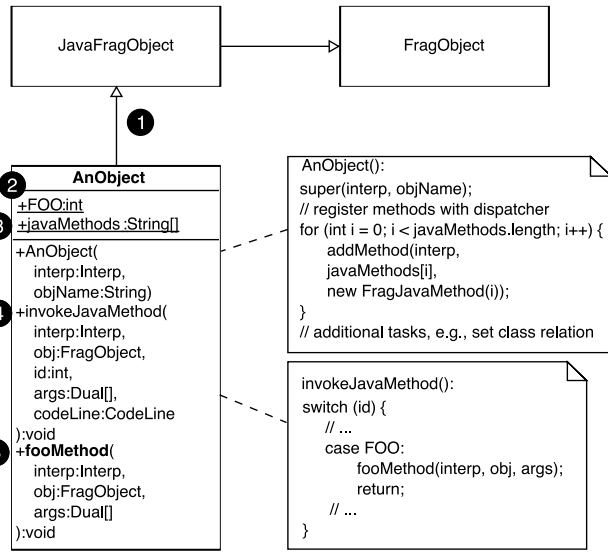 JavaFragObject
FragObject
1
2
AnObject
+FOO:int
3
+javaMethods:String[]
+AnObject(
interp:Interp,
objName:String)
4
+invokeJavaMethod(
interp:Interp,
obj:FragObject,
id:int,
args:Dual[],
codeLine:CodeLine
):void
+fooMethod(
interp:Interp,
obj:FragObject,
args:Dual[]
):void
AnObject():
super(interp, objName);
// register methods with dispatcher
for (int i = 0; i < javaMethods.length; i++) {
addMethod(interp,
javaMethods[i],
new FragJavaMethod(i));
}
// additional tasks, e.g., set class relation
invokeJavaMethod():
switch (id) {
// ...
case FOO:
fooMethod(interp, obj, args);
return;
// ...
}